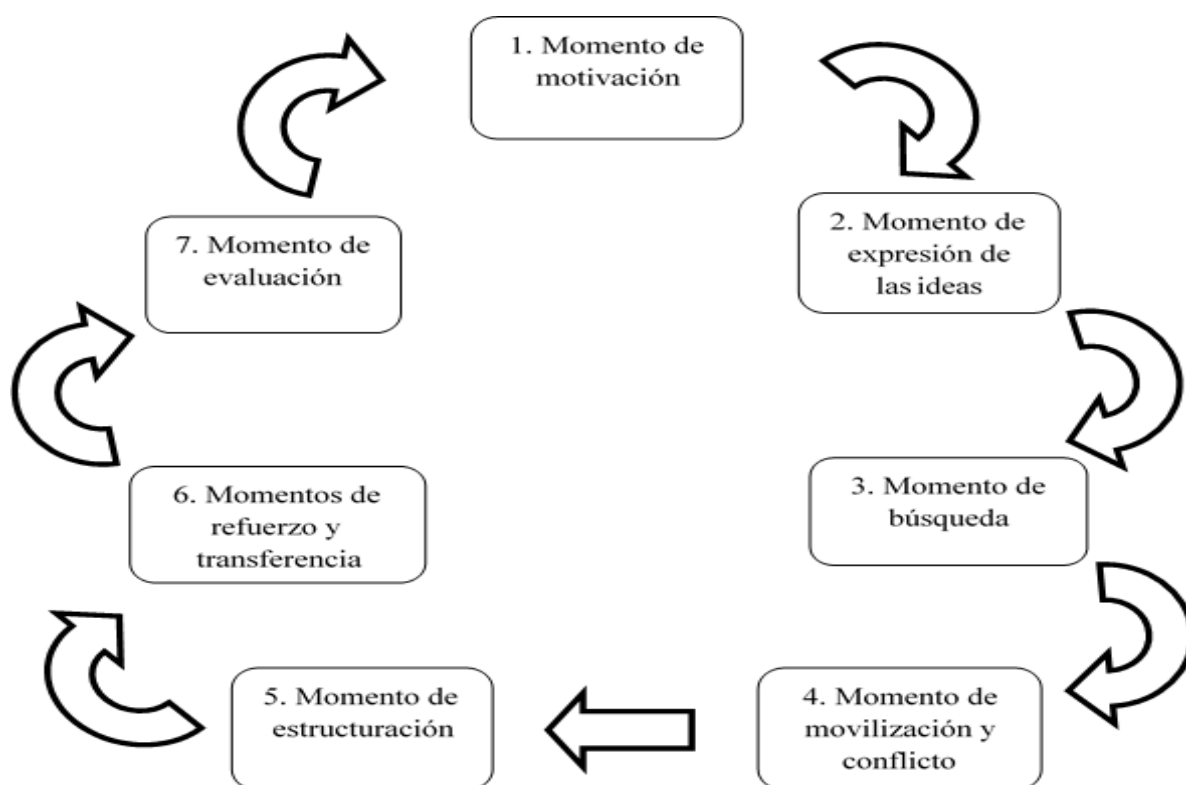 1. Momento de
motivación
2. Momento de
expresión de
las ideas
3. Momento de
búsqueda
4. Momento de
movilización y
conflicto
5. Momento de
estructuración
6. Momentos de
refuerzo y
transferencia
7. Momento de
evaluación